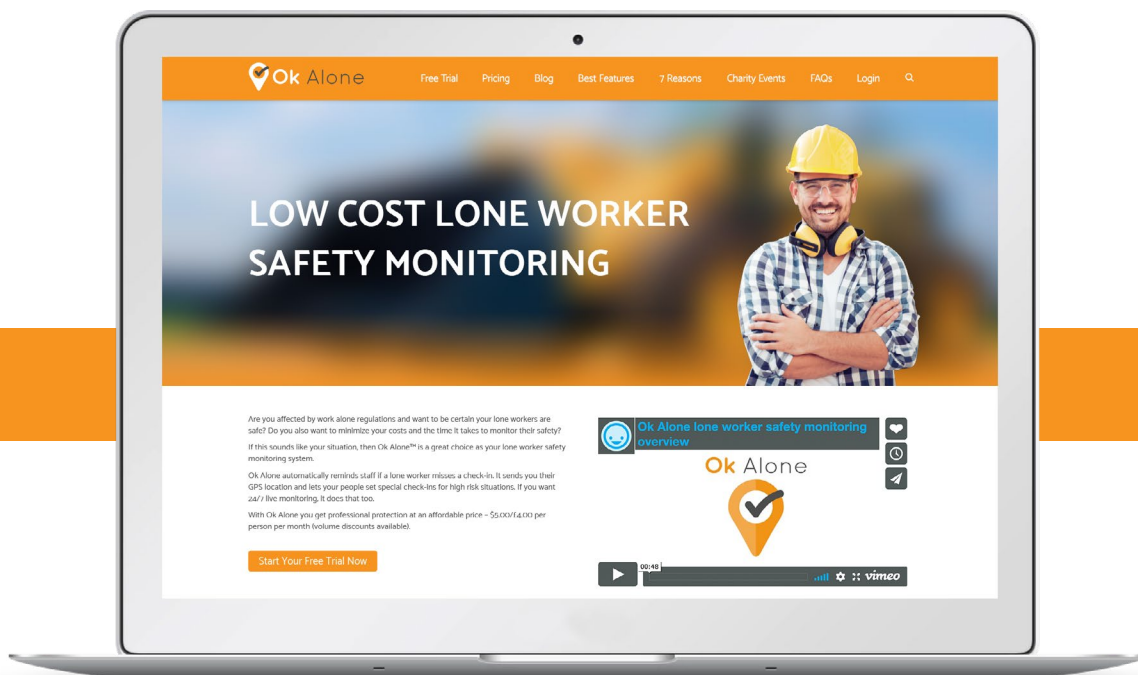 Ok Alone
Free Trial Pricing Blog Best Features 7 Reasons Charity Events FAQs Login
LOW COST LONE WORKER
SAFETY MONITORING
Are you affected by work alone regulations and want to be certain your lone workers are
safe? Do you also want to minimize your costs and the time it takes to monitor their safety?
If this sounds like your situation, then Ok Alone™ is a great choice as your lone worker safety
monitoring system.
Ok Alone automatically reminds staff if a lone worker misses a check-in. It sends you their
GPS location and lets your people set special check-ins for high risk situations. If you want
24/7 live monitoring, it does that too.
With Ok Alone you get professional protection at an affordable price – $5.00/£4.00 per
person per month (volume discounts available).
Start Your Free Trial Now
Ok Alone lone worker safety monitoring
overview
Ok Alone
00:48
vimeo